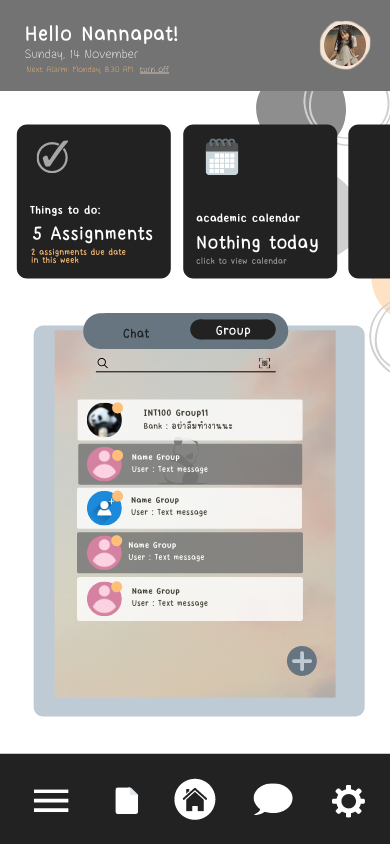 Hello Nannapat!
Sunday, 14 November
Next Alarm: Monday, 8:30 AM turn off
Things to do:
5 Assignments
2 assignments due date
in this week
academic calendar
Nothing today
click to view calendar
Chat
Group
INT100 Group11
Bank : อย่าลืมทำงานนะ
Name Group
User : Text message
Name Group
User : Text message
Name Group
User : Text message
Name Group
User : Text message